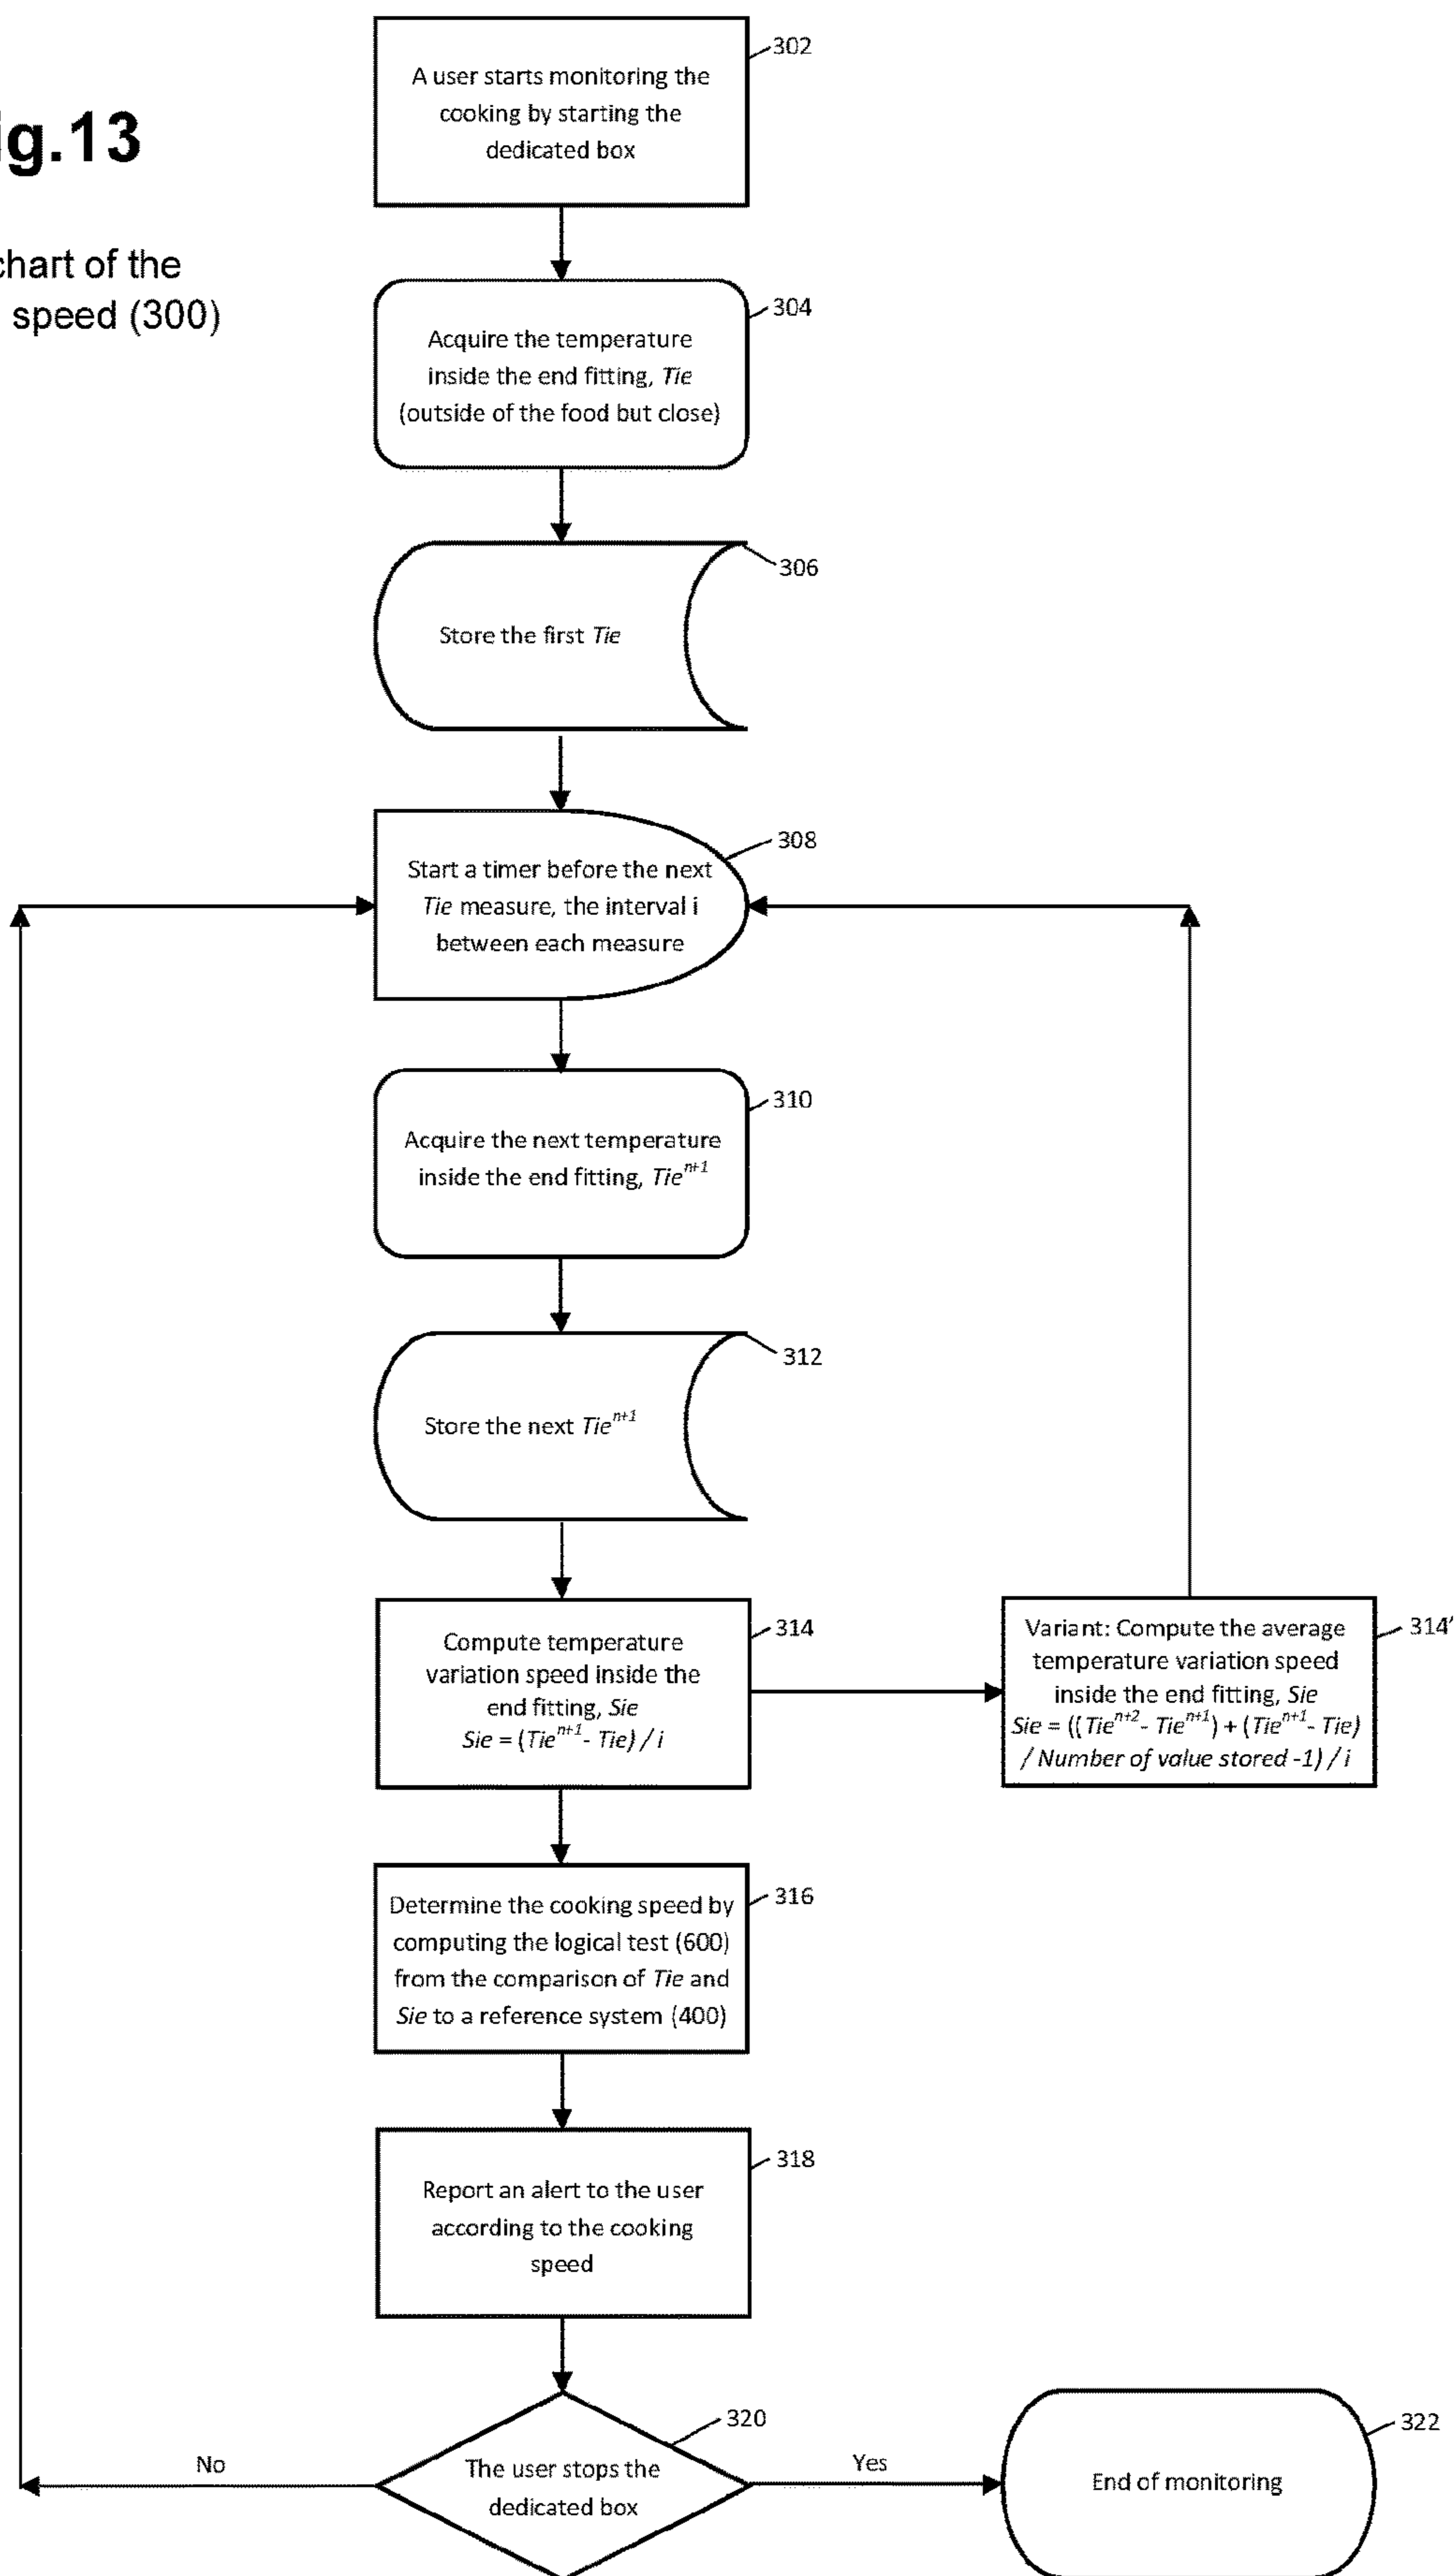 ig.13
chart of the
speed (300)
302
A user starts monitoring the
cooking by starting the
dedicated box
304
Acquire the temperature
inside the end fitting, Tie
(outside of the food but close)
306
Store the first Tie
308
Start a timer before the next
Tie measure, the interval i
between each measure
310
Acquire the next temperature
inside the end fitting, Tieⁿ⁺¹
312
Store the next Tieⁿ⁺¹
314
Compute temperature
variation speed inside the
end fitting, Sie
Sie = (Tieⁿ⁺¹- Tie) / i
314'
Variant: Compute the average
temperature variation speed
inside the end fitting, Sie
Sie = ((Tieⁿ⁺²- Tieⁿ⁺¹) + (Tieⁿ⁺¹- Tie)
/ Number of value stored -1) / i
316
Determine the cooking speed by
computing the logical test (600)
from the comparison of Tie and
Sie to a reference system (400)
318
Report an alert to the user
according to the cooking
speed
320
The user stops the
dedicated box
No
Yes
322
End of monitoring